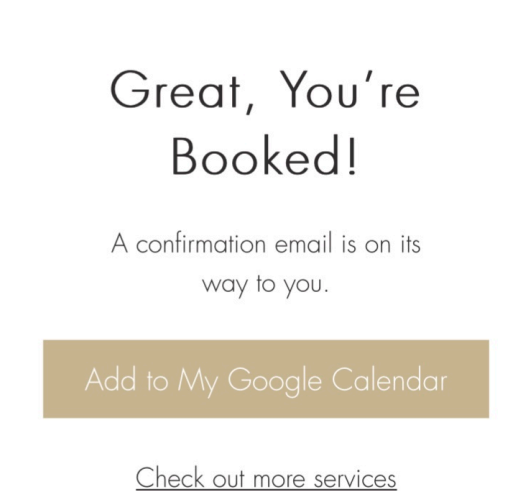 Great, You’re
Booked!
A confirmation email is on its
way to you.
Add to My Google Calendar
Check out more services